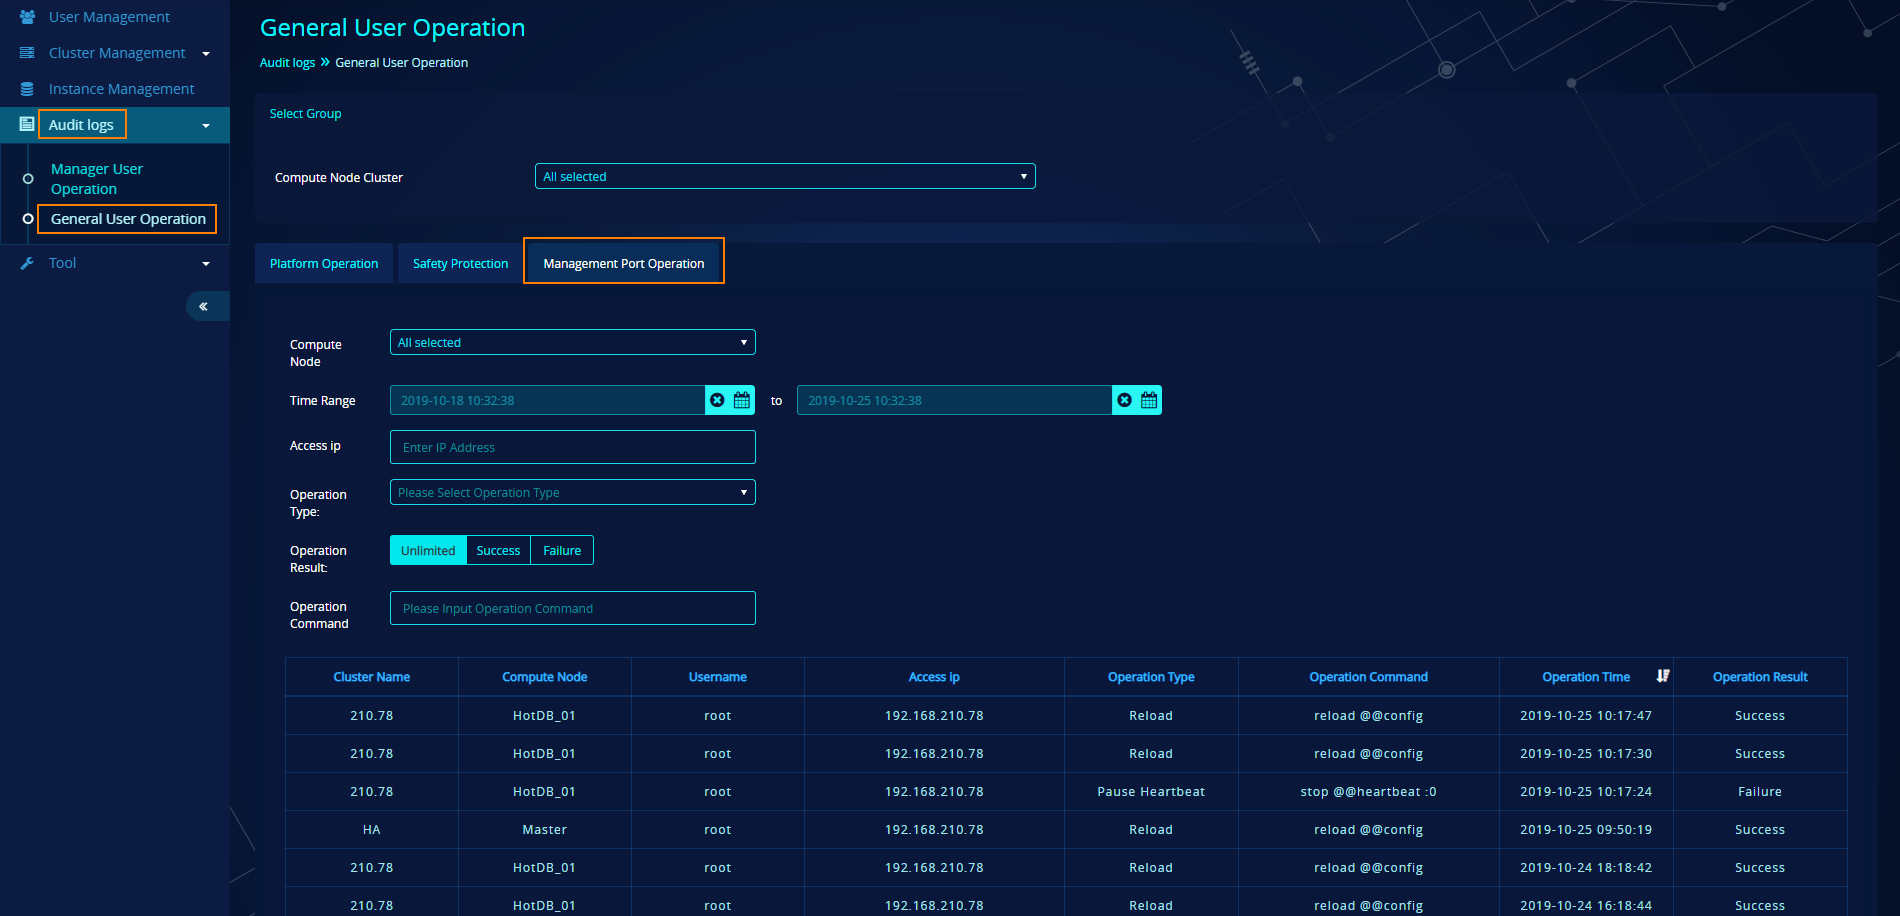 User Management
Cluster Management
Instance Management
Audit logs
Manager User
Operation
General User Operation
Tool
General User Operation
Audit logs » General User Operation
Select Group
Compute Node Cluster
All selected
Platform Operation
Safety Protection
Management Port Operation
Compute
Node
All selected
Time Range
2019-10-18 10:32:38
to
2019-10-25 10:32:38
Access ip
Enter IP Address
Operation
Type:
Please Select Operation Type
Operation
Result:
Unlimited
Success
Failure
Operation
Command
Please Input Operation Command
Cluster Name Compute Node Username Access ip Operation Type Operation Command Operation Time Operation Result
210.78 HotDB_01 root 192.168.210.78 Reload reload @@config 2019-10-25 10:17:47 Success
210.78 HotDB_01 root 192.168.210.78 Reload reload @@config 2019-10-25 10:17:30 Success
210.78 HotDB_01 root 192.168.210.78 Pause Heartbeat stop @@heartbeat :0 2019-10-25 10:17:24 Failure
HA Master root 192.168.210.78 Reload reload @@config 2019-10-25 09:50:19 Success
210.78 HotDB_01 root 192.168.210.78 Reload reload @@config 2019-10-24 18:18:42 Success
210.78 HotDB_01 root 192.168.210.78 Reload reload @@config 2019-10-24 16:18:44 Success